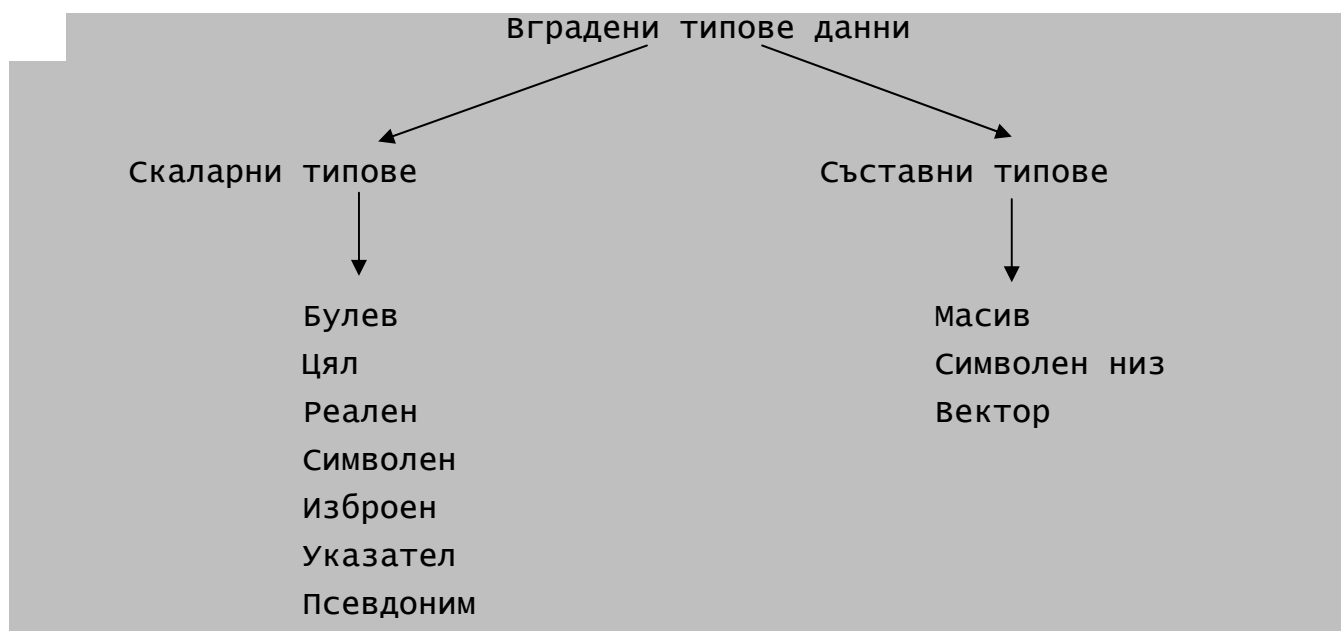 Вградени типове данни
Скаларни типове
Съставни типове
Булев
Цял
Реален
Символен
Изброен
Указател
Псевдоним
Масив
Символен низ
Вектор